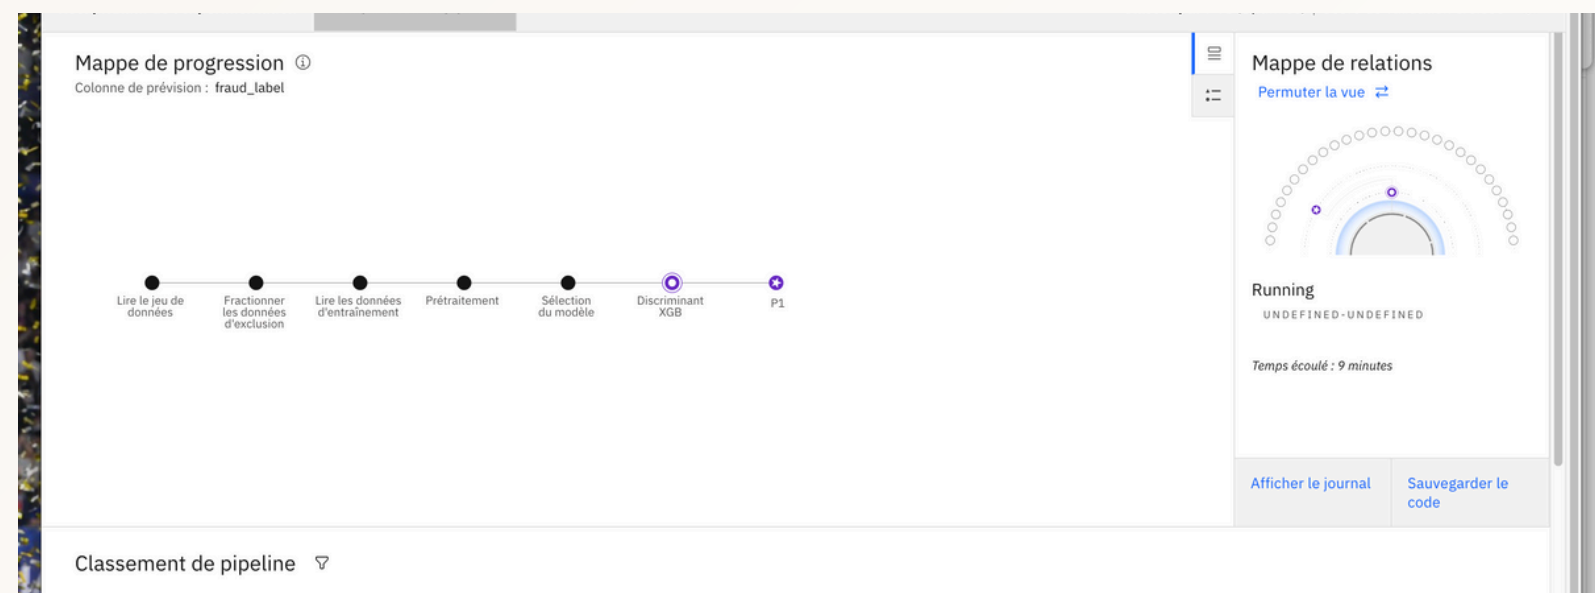 Mappe de progression
Colonne de prévision : fraud_label
Lire le jeu de
données
Fractionner
les données
d'exclusion
Lire les données
d'entraînement
Prétraitement
Sélection
du modèle
Discriminant
XGB
P1
Mappe de relations
Permuter la vue
Running
UNDEFINED-UNDEFINED
Temps écoulé : 9 minutes
Afficher le journal
Sauvegarder le
code
Classement de pipeline